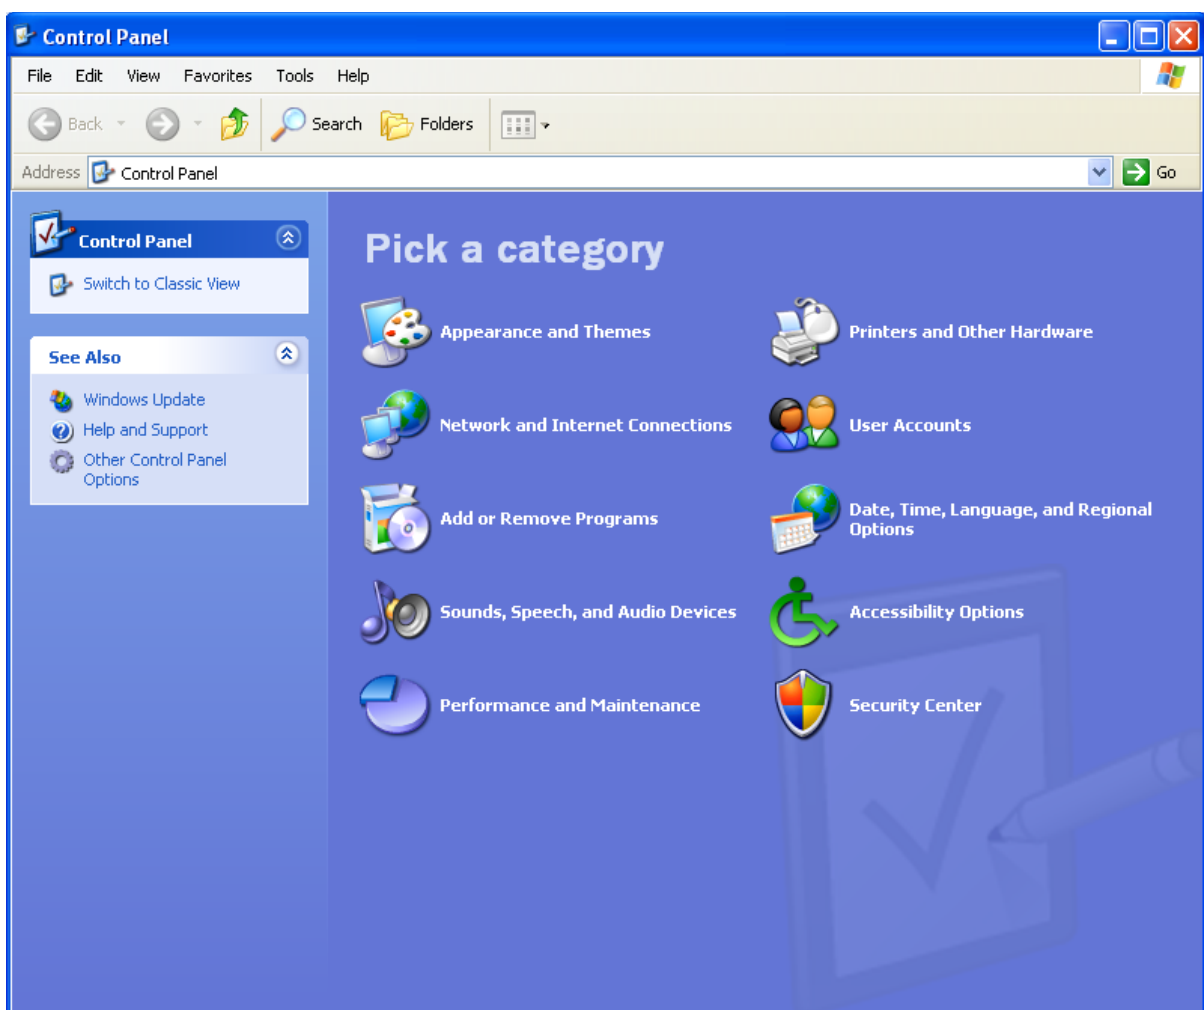 Control Panel
File Edit View Favorites Tools Help
Back Search Folders
Address Control Panel Go
Control Panel
Switch to Classic View
See Also
Windows Update
Help and Support
Other Control Panel
Options
Pick a category
Appearance and Themes
Printers and Other Hardware
Network and Internet Connections
User Accounts
Add or Remove Programs
Date, Time, Language, and Regional
Options
Sounds, Speech, and Audio Devices
Accessibility Options
Performance and Maintenance
Security Center